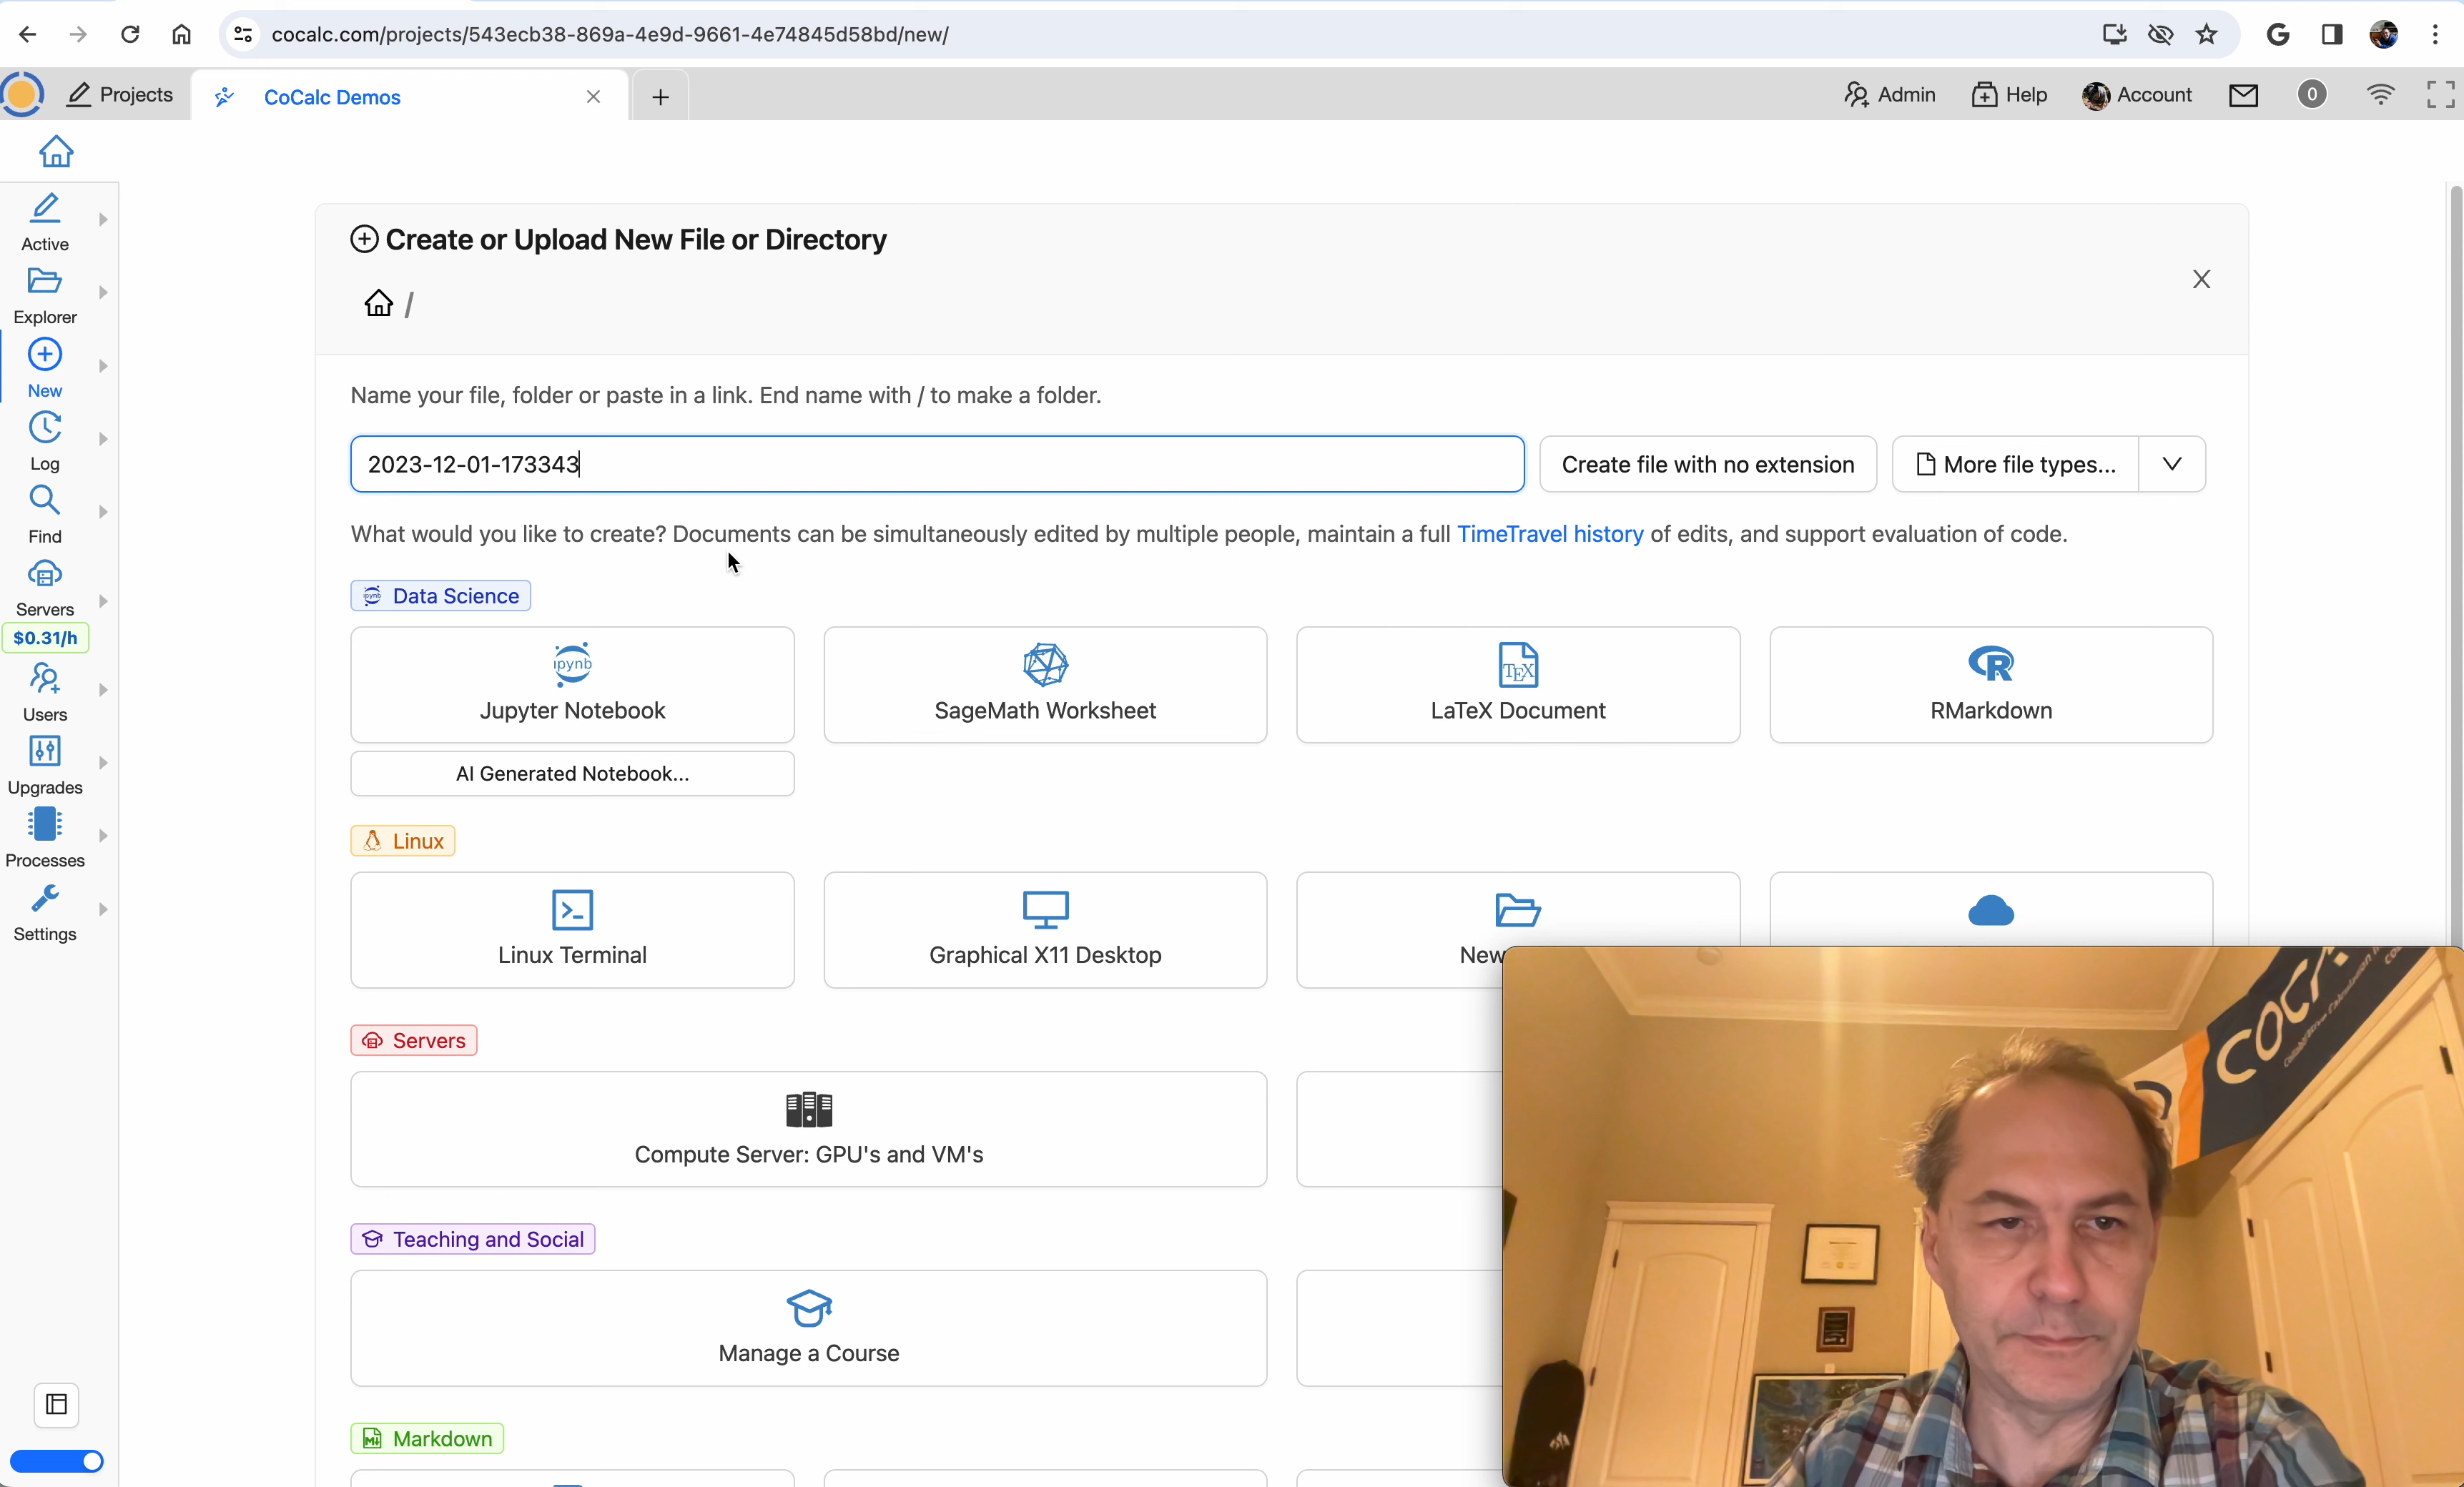 cocalc.com/projects/543ecb38-869a-4e9d-9661-4e74845d58bd/new/
Projects
CoCalc Demos
Admin
Help
Account
0
Active
Explorer
New
Log
Find
Servers
$0.31/h
Users
Upgrades
Processes
Settings
Create or Upload New File or Directory
/
Name your file, folder or paste in a link. End name with / to make a folder.
2023-12-01-173343
Create file with no extension
More file types...
What would you like to create? Documents can be simultaneously edited by multiple people, maintain a full TimeTravel history of edits, and support evaluation of code.
ipynb Data Science
ipynb
Jupyter Notebook
SageMath Worksheet
TEX
LaTeX Document
R
RMarkdown
AI Generated Notebook...
Linux
Linux Terminal
Graphical X11 Desktop
New
Servers
Compute Server: GPU's and VM's
Teaching and Social
Manage a Course
Markdown